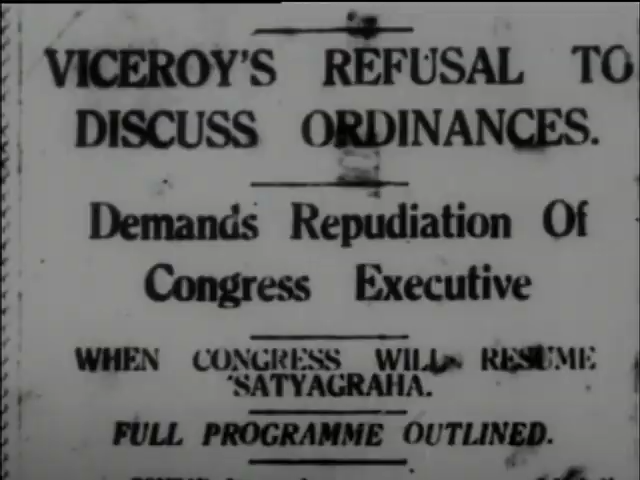 VICEROY'S REFUSAL TO
DISCUSS ORDINANCES.
Demands Repudiation Of
Congress Executive
WHEN CONGRESS WILL RESUME
'SATYAGRAHA.
FULL PROGRAMME OUTLINED.